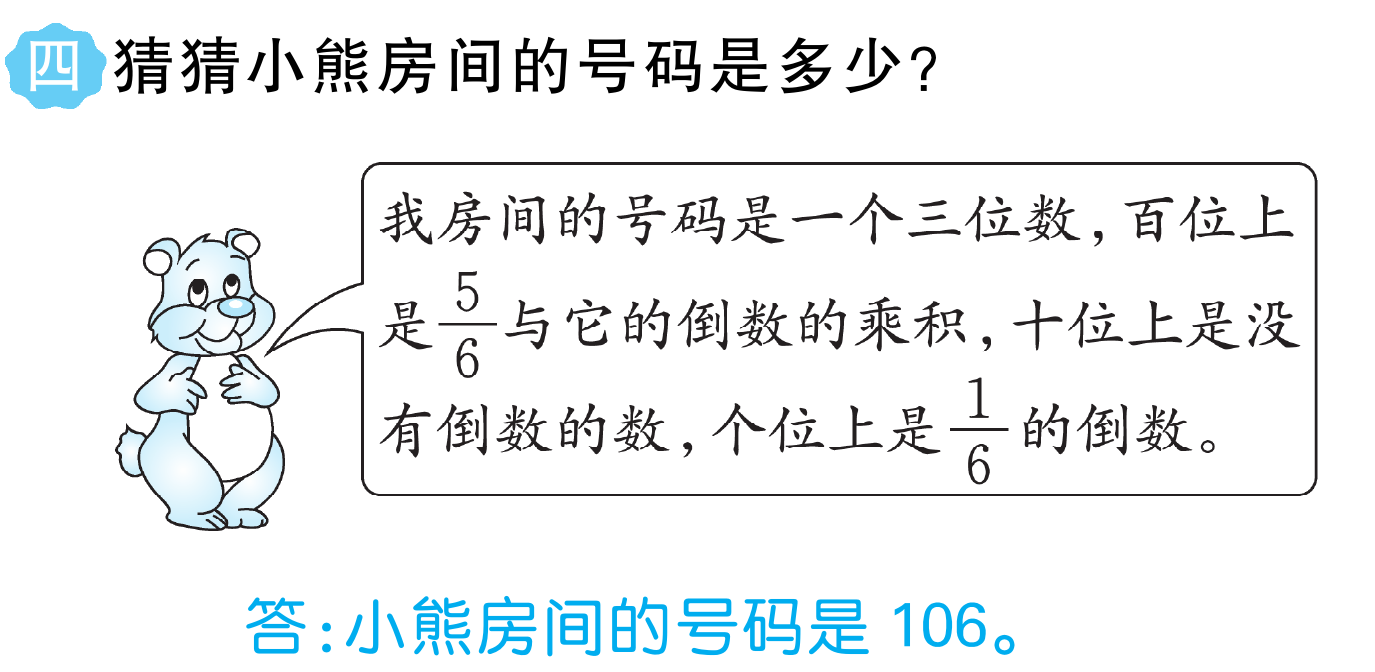 四 猜猜小熊房间的号码是多少?
我房间的号码是一个三位数,百位上
是5/6与它的倒数的乘积,十位上是没
有倒数的数,个位上是1/6的倒数。
答:小熊房间的号码是 106。